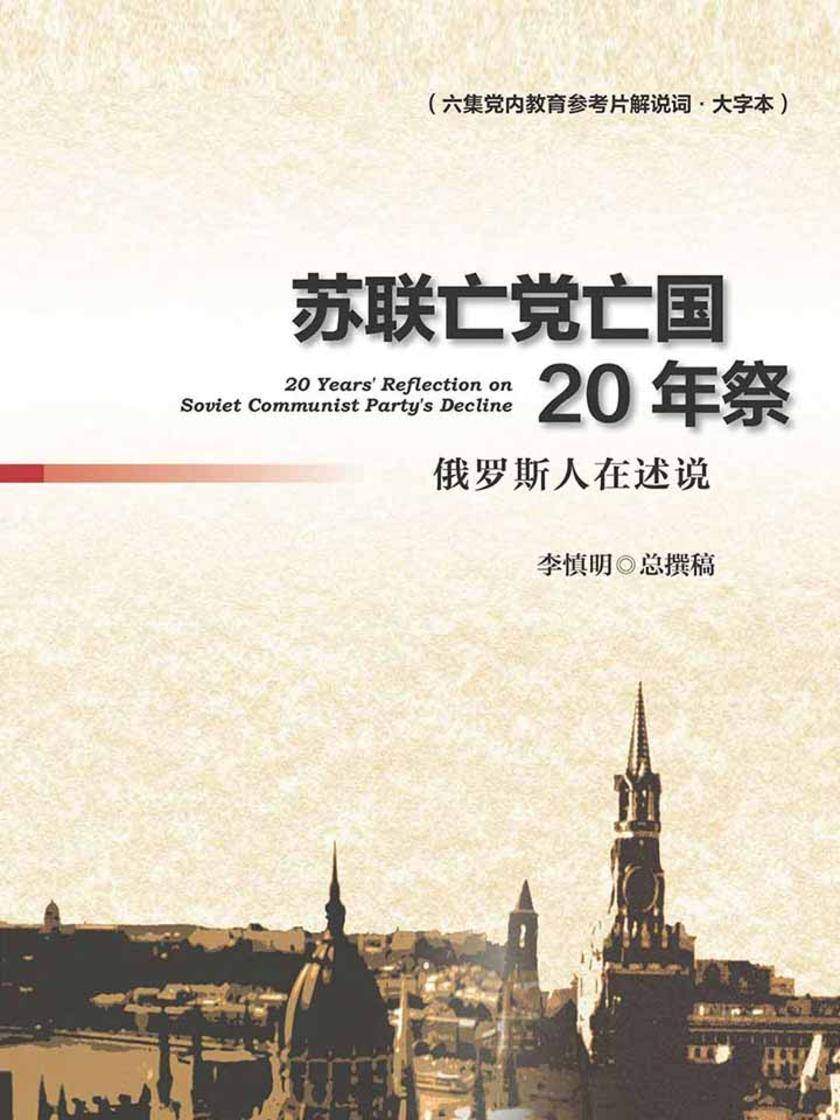 （六集党内教育参考片解说词·大字本）
苏联亡党亡国
20 Years' Reflection on
Soviet Communist Party's Decline
20年祭
俄罗斯人在述说
李慎明◎总撰稿